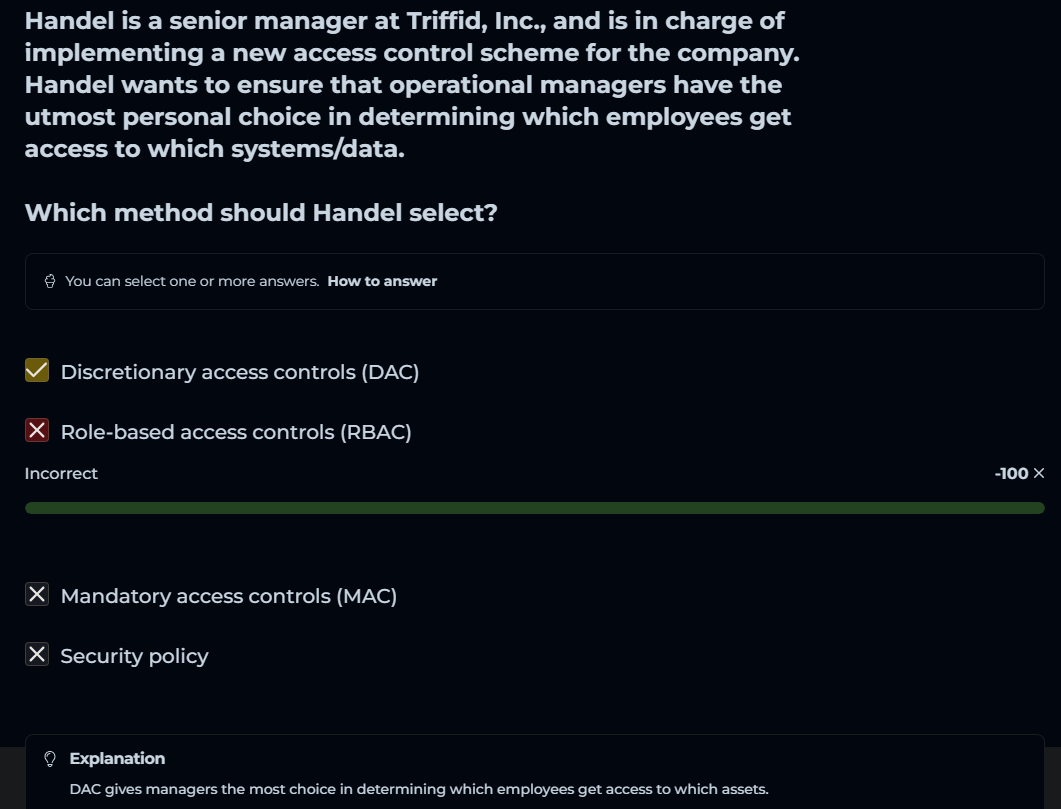 Handel is a senior manager at Triffid, Inc., and is in charge of
implementing a new access control scheme for the company.
Handel wants to ensure that operational managers have the
utmost personal choice in determining which employees get
access to which systems/data.
Which method should Handel select?
You can select one or more answers. How to answer
Discretionary access controls (DAC)
Role-based access controls (RBAC)
Incorrect -100 ×
Mandatory access controls (MAC)
Security policy
Explanation
DAC gives managers the most choice in determining which employees get access to which assets.